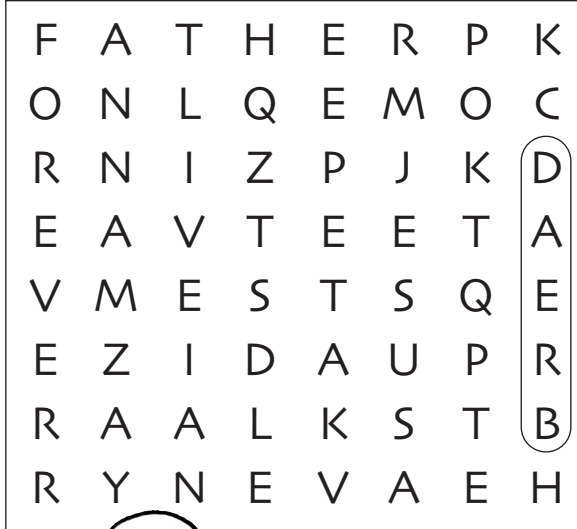 F A T H E R P K
O N L Q E M O C
R N I Z P J K D
E A V T E E T A
V M E S T S Q E
E Z I D A U P R
R A A L K S T B
R Y N E V A E H